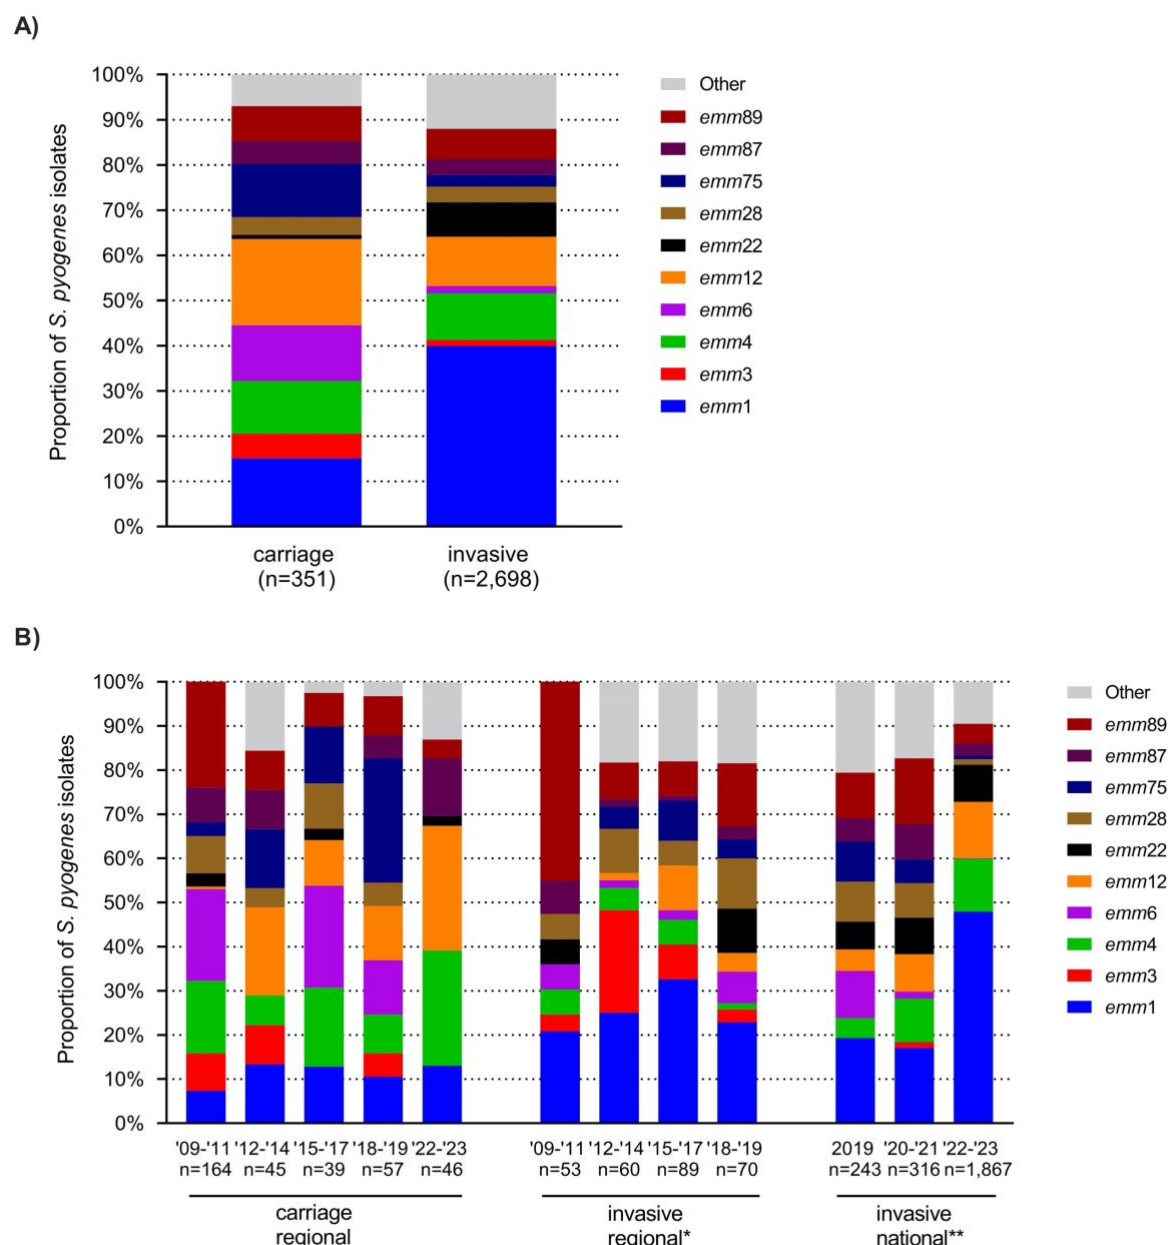 A)
Proportion of S. pyogenes isolates
100%
90%
80%
70%
60%
50%
40%
30%
20%
10%
0%
carriage
(n=351)
invasive
(n=2,698)
Other
emm89
emm87
emm75
emm28
emm22
emm12
emm6
emm4
emm3
emm1
B)
Proportion of S. pyogenes isolates
100%
90%
80%
70%
60%
50%
40%
30%
20%
10%
0%
'09-'11 '12-'14 '15-'17 '18-'19 '22-'23
n=164 n=45 n=39 n=57 n=46
carriage
regional
'09-'11 '12-'14 '15-'17 '18-'19
n=53 n=60 n=89 n=70
invasive
regional*
2019 '20-'21 '22-'23
n=243 n=316 n=1,867
invasive
national**
Other
emm89
emm87
emm75
emm28
emm22
emm12
emm6
emm4
emm3
emm1